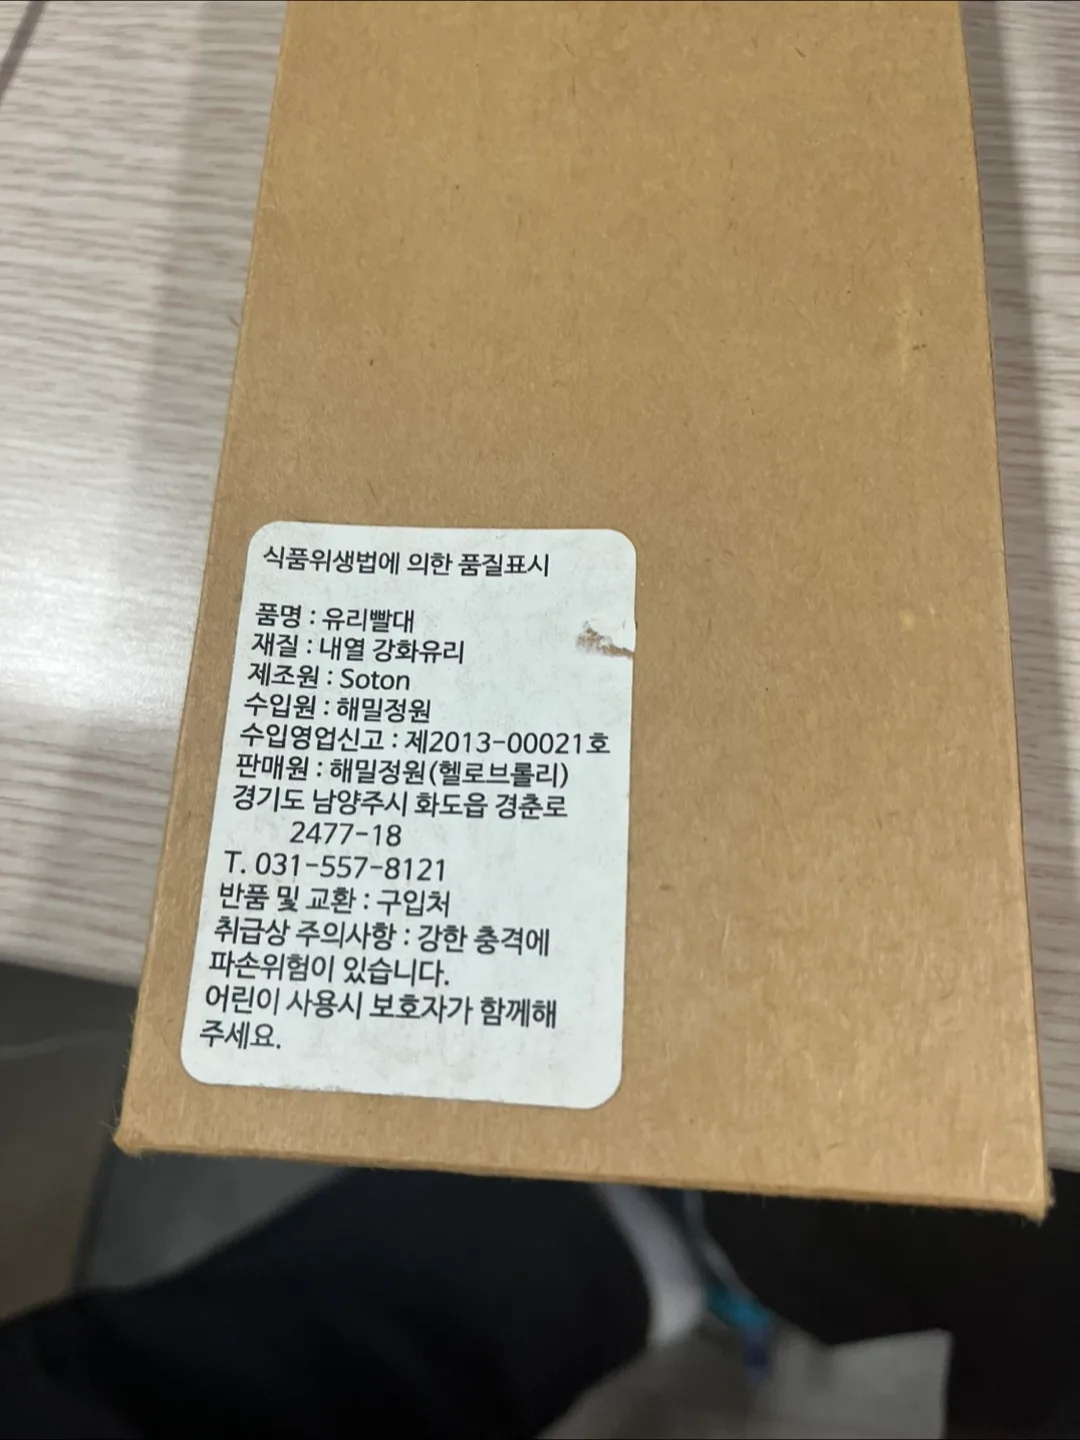 식품위생법에 의한 품질표시
품명 : 유리빨대
재질 : 내열 강화유리
제조원 : Soton
수입원 : 해밀정원
수입영업신고 : 제2013-00021호
판매원 : 해밀정원(헬로브롤리)
경기도 남양주시 화도읍 경춘로
2477-18
T. 031-557-8121
반품 및 교환 : 구입처
취급상 주의사항 : 강한 충격에
파손위험이 있습니다.
어린이 사용시 보호자가 함께해
주세요.